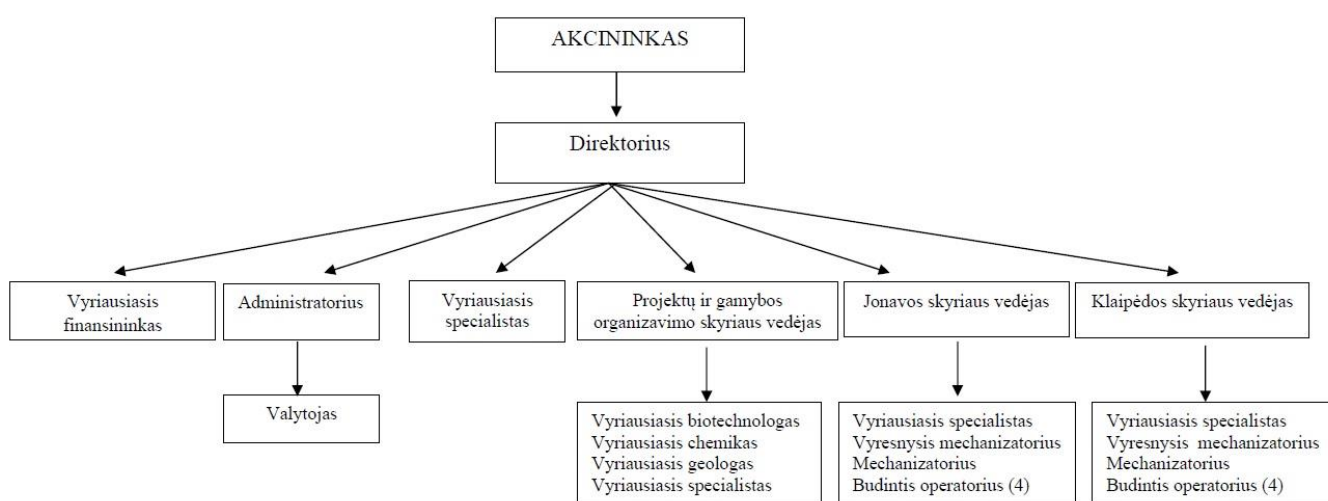 AKCININKAS
Direktorius
Vyriausiasis
finansininkas
Administratorius
Vyriausiasis
specialistas
Projektų ir gamybos
organizavimo skyriaus vedėjas
Jonavos skyriaus vedėjas
Klaipėdos skyriaus vedėjas
Valytojas
Vyriausiasis biotechnologas
Vyriausiasis chemikas
Vyriausiasis geologas
Vyriausiasis specialistas
Vyriausiasis specialistas
Vyresnysis mechanizatorius
Mechanizatorius
Budintis operatorius (4)
Vyriausiasis specialistas
Vyresnysis mechanizatorius
Mechanizatorius
Budintis operatorius (4)